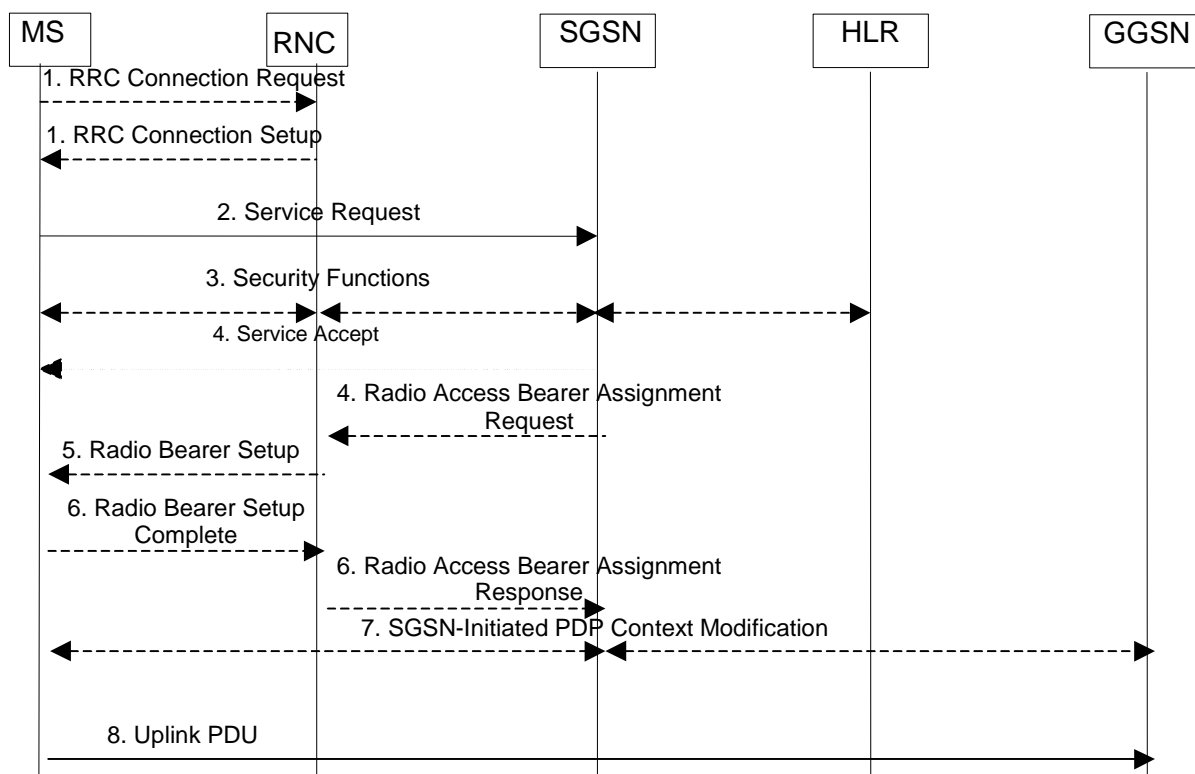 MS
RNC
SGSN
HLR
GGSN
1. RRC Connection Request
1. RRC Connection Setup
2. Service Request
3. Security Functions
4. Service Accept
4. Radio Access Bearer Assignment
Request
5. Radio Bearer Setup
6. Radio Bearer Setup
Complete
6. Radio Access Bearer Assignment
Response
7. SGSN-Initiated PDP Context Modification
8. Uplink PDU